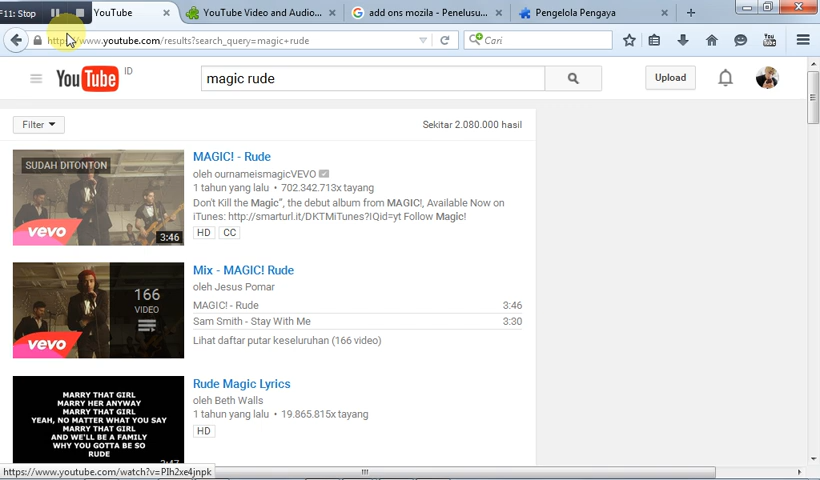 F11: Stop
YouTube
YouTube Video and Audio...
add ons mozila - Penelusu...
Pengelola Pengaya
https://www.youtube.com/results?search_query=magic+rude
Cari
You Tube ID
magic rude
Upload
Filter
Sekitar 2.080.000 hasil
SUDAH DITONTON
vevo
3:46
MAGIC! - Rude
oleh ournameismagicVEVO
1 tahun yang lalu • 702.342.713x tayang
Don't Kill the Magic", the debut album from MAGIC!, Available Now on
iTunes: http://smarturl.it/DKTMiTunes?IQid=yt Follow Magic!
HD CC
166
VIDEO
vevo
Mix - MAGIC! Rude
oleh Jesus Pomar
MAGIC! - Rude 3:46
Sam Smith - Stay With Me 3:30
Lihat daftar putar keseluruhan (166 video)
MARRY THAT GIRL
MARRY HER ANYWAY
MARRY THAT GIRL
YEAH, NO MATTER WHAT YOU SAY
MARRY THAT GIRL
AND WE'LL BE A FAMILY
WHY YOU GOTTA BE SO
RUDE
Rude Magic Lyrics
oleh Beth Walls
1 tahun yang lalu • 19.865.815x tayang
HD
https://www.youtube.com/watch?v=PIh2xe4jnpk